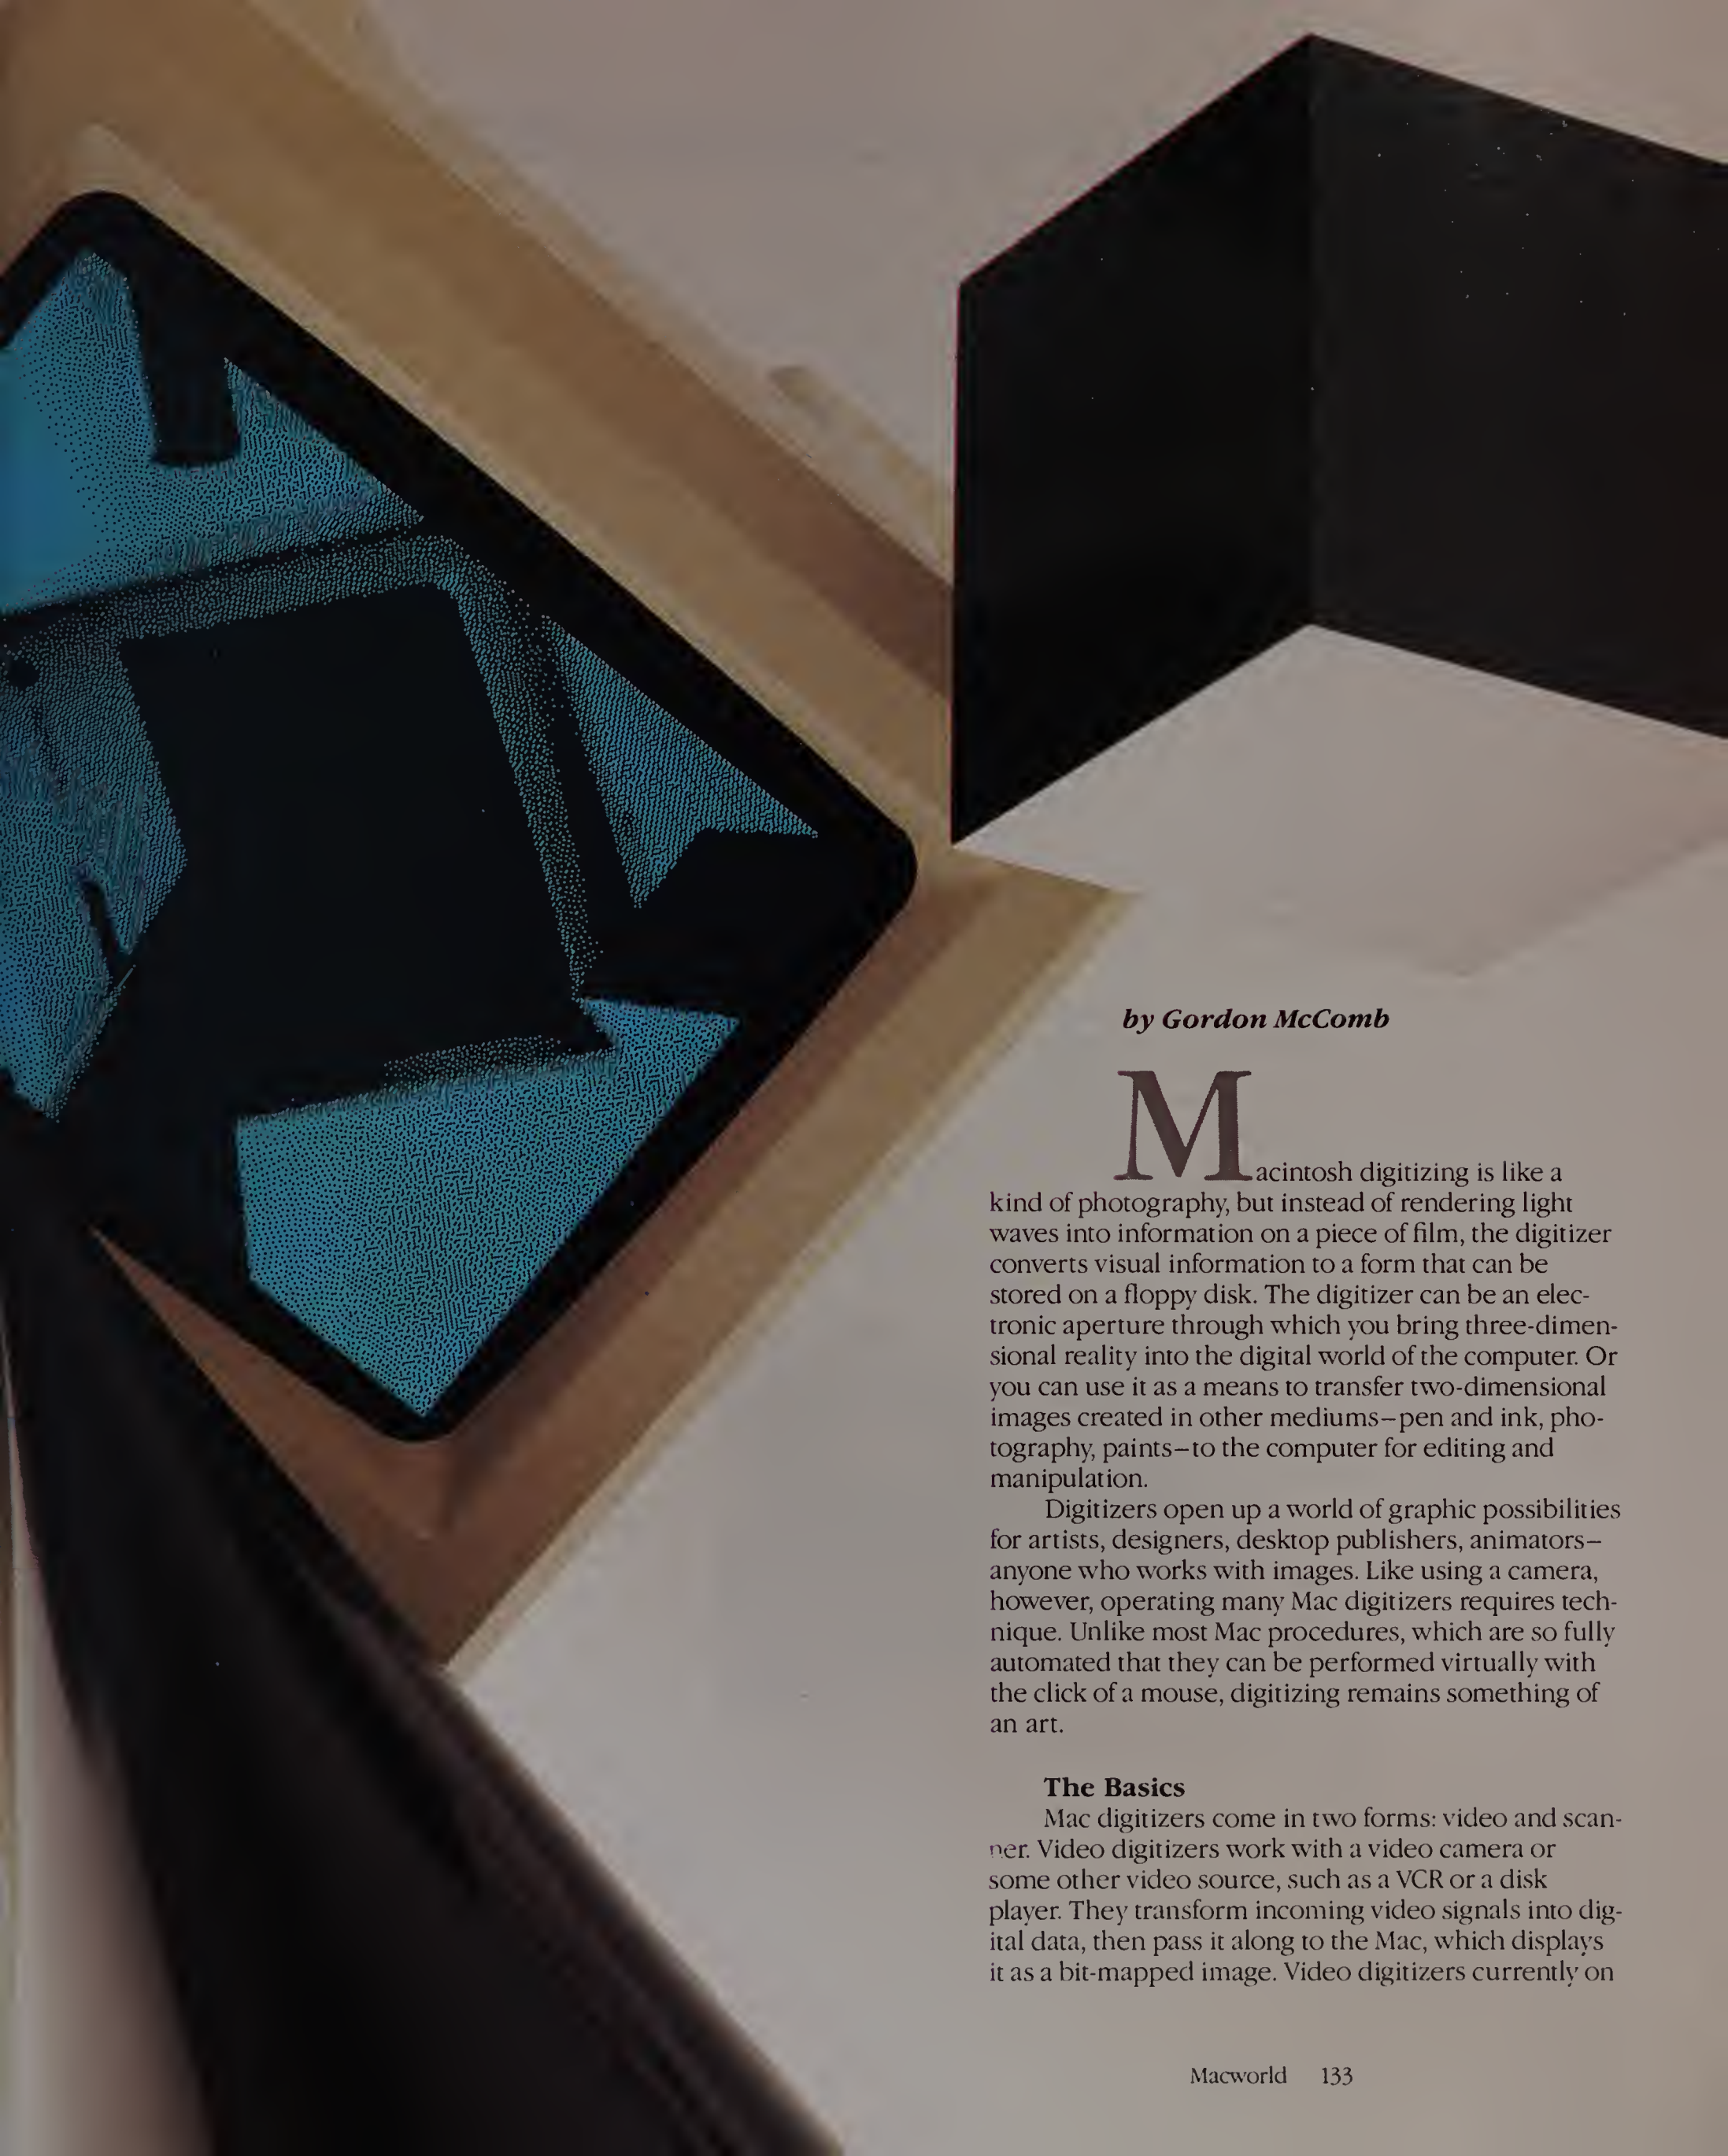 by Gordon McComb
Macintosh digitizing is like a
kind of photography, but instead of rendering light
waves into information on a piece of film, the digitizer
converts visual information to a form that can be
stored on a floppy disk. The digitizer can be an elec-
tronic aperture through which you bring three-dimen-
sional reality into the digital world of the computer. Or
you can use it as a means to transfer two-dimensional
images created in other mediums–pen and ink, pho-
tography, paints–to the computer for editing and
manipulation.
Digitizers open up a world of graphic possibilities
for artists, designers, desktop publishers, animators–
anyone who works with images. Like using a camera,
however, operating many Mac digitizers requires tech-
nique. Unlike most Mac procedures, which are so fully
automated that they can be performed virtually with
the click of a mouse, digitizing remains something of
an art.
The Basics
Mac digitizers come in two forms: video and scan-
ner. Video digitizers work with a video camera or
some other video source, such as a VCR or a disk
player. They transform incoming video signals into dig-
ital data, then pass it along to the Mac, which displays
it as a bit-mapped image. Video digitizers currently on
Macworld 133